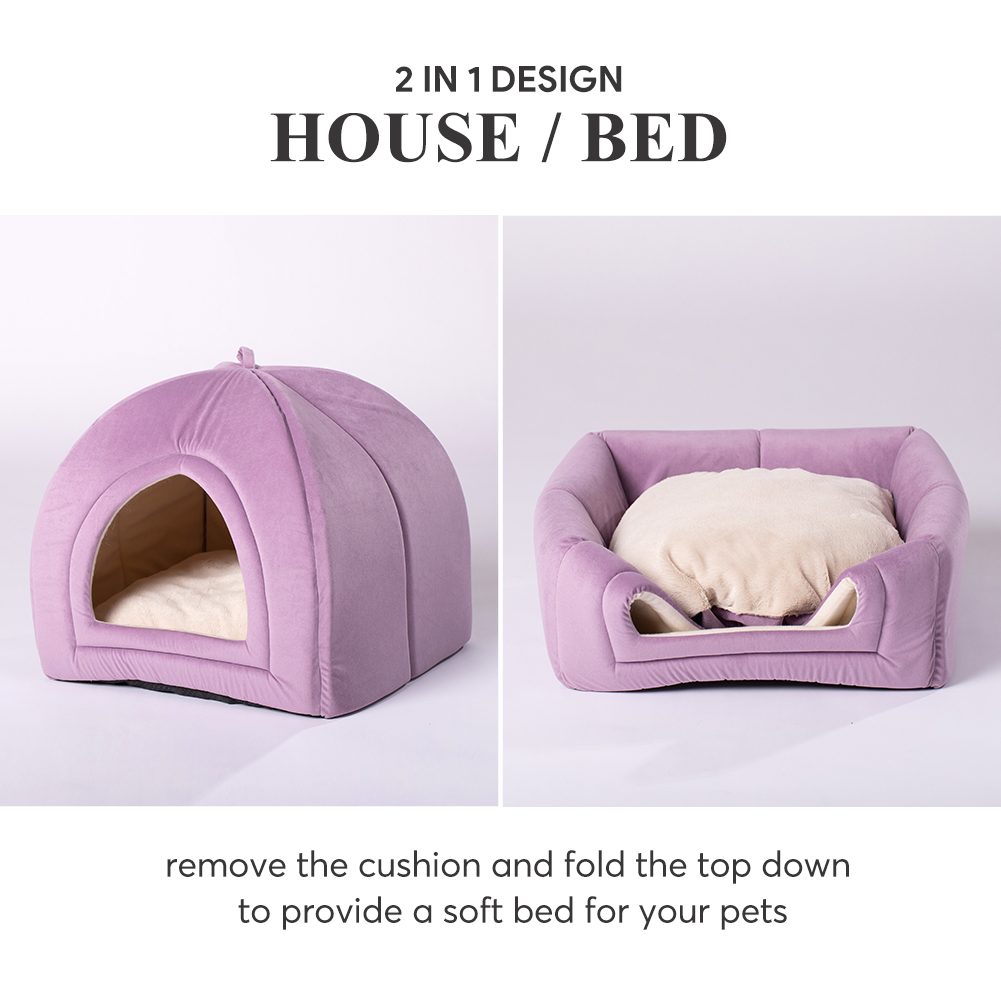 2 IN 1 DESIGN
HOUSE / BED
remove the cushion and fold the top down
to provide a soft bed for your pets